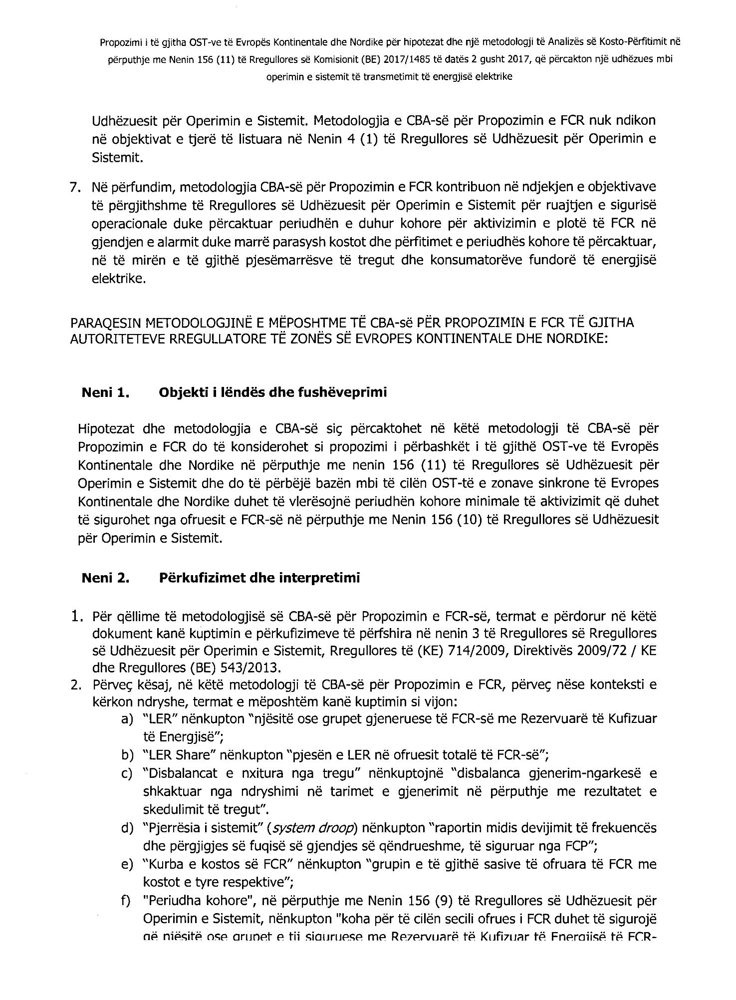 Propozimi i të gjitha OST-ve të Evropës Kontinentale dhe Nordike për hipotezat dhe një metodologji të Analizës së Kosto-Përfitimit në
përputhje me Nenin 156 (11) të Rregullores së Komisionit (BE) 2017/1485 të datës 2 gusht 2017, që përcakton një udhëzues mbi
operimin e sistemit të transmetimit të energjisë elektrike
Udhëzuesit për Operimin e Sistemit. Metodologjia e CBA-së për Propozimin e FCR nuk ndikon
në objektivat e tjerë të listuara në Nenin 4 (1) të Rregullores së Udhëzuesit për Operimin e
Sistemit.
7. Në përfundim, metodologjia CBA-së për Propozimin e FCR kontribuon në ndjekjen e objektivave
të përgjithshme të Rregullores së Udhëzuesit për Operimin e Sistemit për ruajtjen e sigurisë
operacionale duke përcaktuar periudhën e duhur kohore për aktivizimin e plotë të FCR në
gjendjen e alarmit duke marrë parasysh kostot dhe përfitimet e periudhës kohore të përcaktuar,
në të mirën e të gjithë pjesëmarrësve të tregut dhe konsumatorëve fundorë të energjisë
elektrike.
PARAQESIN METODOLOGJINË E MËPOSHTME TË CBA-së PËR PROPOZIMIN E FCR TË GJITHA
AUTORITETEVE RREGULLATORE TË ZONËS SË EVROPES KONTINENTALE DHE NORDIKE:
Neni 1. Objekti i lëndës dhe fushëveprimi
Hipotezat dhe metodologjia e CBA-së siç përcaktohet në këtë metodologji të CBA-së për
Propozimin e FCR do të konsiderohet si propozimi i përbashkët i të gjithë OST-ve të Evropës
Kontinentale dhe Nordike në përputhje me nenin 156 (11) të Rregullores së Udhëzuesit për
Operimin e Sistemit dhe do të përbëjë bazën mbi të cilën OST-të e zonave sinkrone të Evropes
Kontinentale dhe Nordike duhet të vlerësojnë periudhën kohore minimale të aktivizimit që duhet
të sigurohet nga ofruesit e FCR-së në përputhje me Nenin 156 (10) të Rregullores së Udhëzuesit
për Operimin e Sistemit.
Neni 2. Përkufizimet dhe interpretimi
1. Për qëllime të metodologjisë së CBA-së për Propozimin e FCR-së, termat e përdorur në këtë
dokument kanë kuptimin e përkufizimeve të përfshira në nenin 3 të Rregullores së Rregullores
së Udhëzuesit për Operimin e Sistemit, Rregullores të (KE) 714/2009, Direktivës 2009/72 / KE
dhe Rregullores (BE) 543/2013.
2. Përveç kësaj, në këtë metodologji të CBA-së për Propozimin e FCR, përveç nëse konteksti e
kërkon ndryshe, termat e mëposhtëm kanë kuptimin si vijon:
a) "LER" nënkupton "njësitë ose grupet gjeneruese të FCR-së me Rezervuarë të Kufizuar
të Energjisë";
b) "LER Share" nënkupton "pjesën e LER në ofruesit totalë të FCR-së";
c) "Disbalancat e nxitura nga tregu" nënkuptojnë "disbalanca gjenerim-ngarkesë e
shkaktuar nga ndryshimi në tarimet e gjenerimit në përputhje me rezultatet e
skedulimit të tregut".
d) "Pjerrësia i sistemit" (system droop) nënkupton "raportin midis devijimit të frekuencës
dhe përgjigjes së fuqisë së gjendjes së qëndrueshme, të siguruar nga FCP";
e) "Kurba e kostos së FCR" nënkupton "grupin e të gjithë sasive të ofruara të FCR me
kostot e tyre respektive";
f) "Periudha kohore", në përputhje me Nenin 156 (9) të Rregullores së Udhëzuesit për
Operimin e Sistemit, nënkupton "koha për të cilën secili ofrues i FCR duhet të sigurojë
që njësitë ose grupet e tij siguruese me Rezervuarë të Kufizuar të Energjisë të FCR-